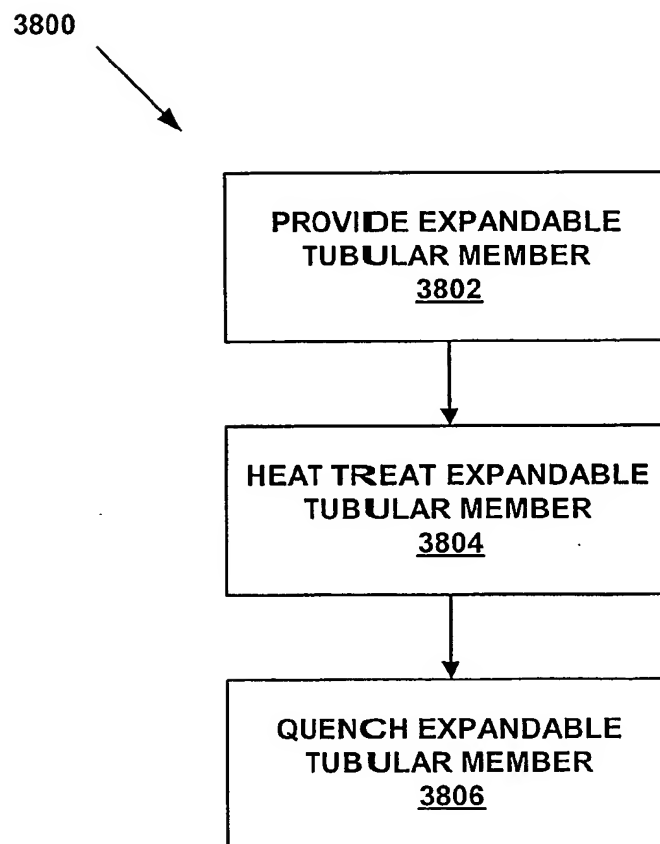 3800
PROVIDE EXPANDABLE
TUBULAR MEMBER
3802
HEAT TREAT EXPANDABLE
TUBULAR MEMBER
3804
QUENCH EXPANDABLE
TUBULAR MEMBER
3806